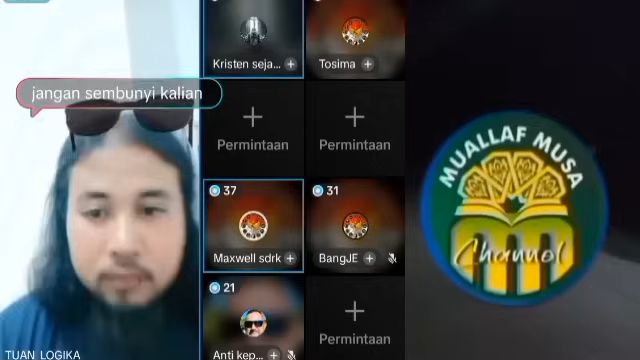 Kristen seja...
Tosima
jangan sembunyi kalian
Permintaan
Permintaan
37
31
Maxwell sdrk
BangJE
21
Anti kep...
Permintaan
TUAN LOGIKA
MUALLAF MUSA
Channel